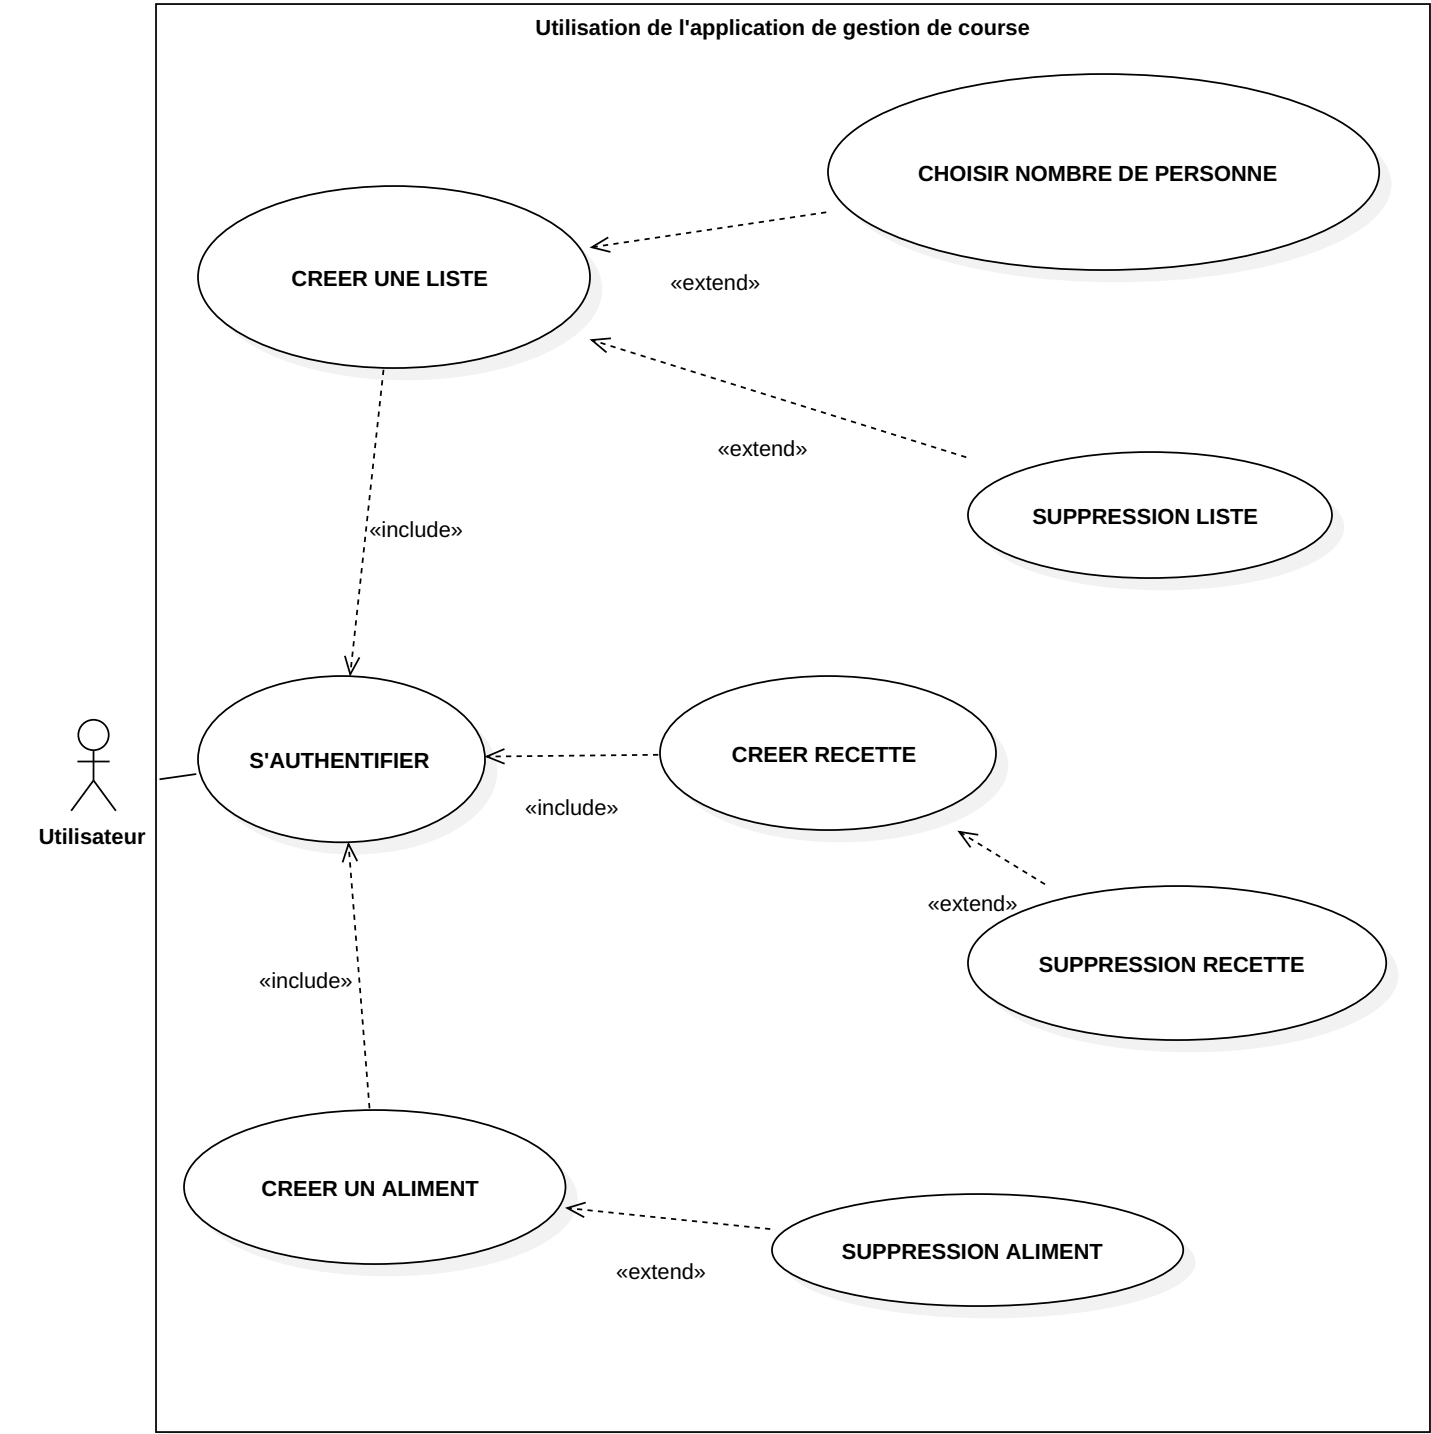 Utilisation de l'application de gestion de course
CHOISIR NOMBRE DE PERSONNE
CREER UNE LISTE
«extend»
«extend»
SUPPRESSION LISTE
«include»
S'AUTHENTIFIER
CREER RECETTE
«include»
Utilisateur
«extend»
SUPPRESSION RECETTE
«include»
CREER UN ALIMENT
SUPPRESSION ALIMENT
«extend»